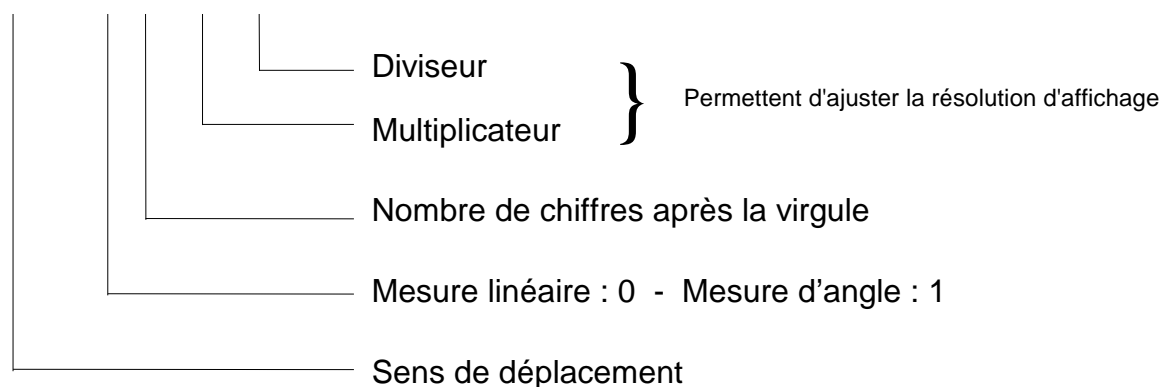 Diviseur
Permettent d'ajuster la résolution d'affichage
Multiplicateur
Nombre de chiffres après la virgule
Mesure linéaire : 0 - Mesure d’angle : 1
Sens de déplacement